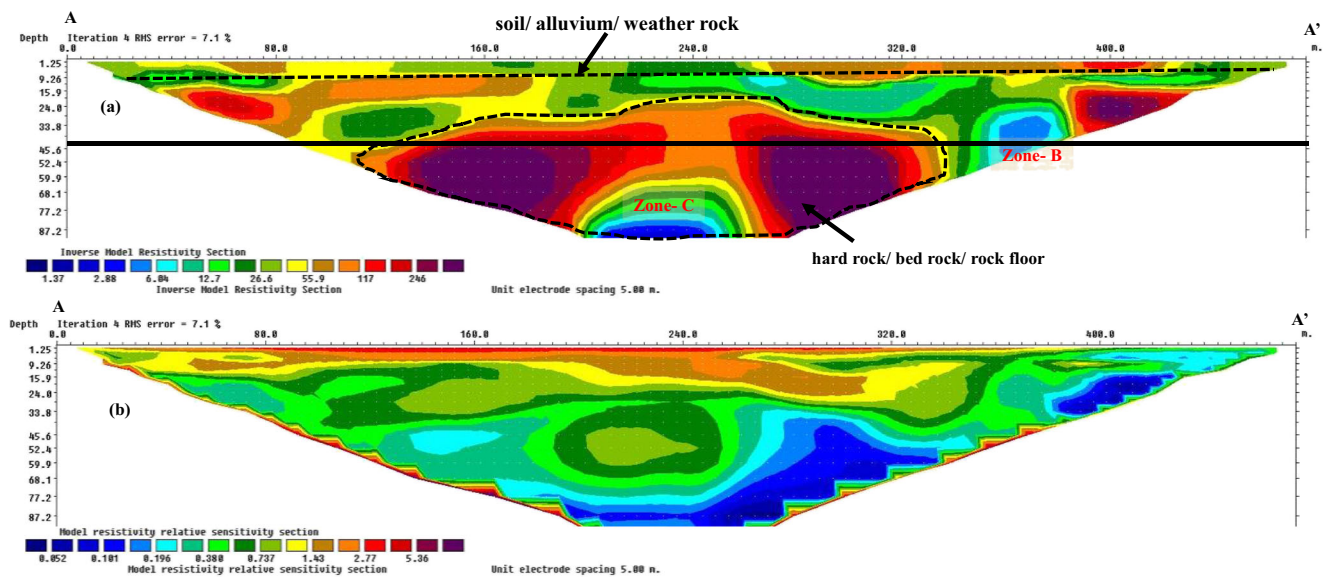 A
soil/ alluvium/ weather rock
A'
Depth Iteration 4 RMS error = 7.1 %
0.0 80.0 160.0 240.0 320.0 400.0 m.
1.25
9.26
15.9
24.0
33.8
45.6
52.4
59.9
68.1
77.2
87.2
(a)
Zone- B
Zone- C
hard rock/ bed rock/ rock floor
Inverse Model Resistivity Section
1.37 2.88 6.04 12.7 26.6 55.9 117 246
Inverse Model Resistivity Section
Unit electrode spacing 5.00 m.
A
A'
Depth Iteration 4 RMS error = 7.1 %
0.0 80.0 160.0 240.0 320.0 400.0 m.
1.25
9.26
15.9
24.0
33.8
45.6
52.4
59.9
68.1
77.2
87.2
(b)
Model resistivity relative sensitivity section
0.052 0.101 0.196 0.380 0.737 1.43 2.77 5.36
Model resistivity relative sensitivity section
Unit electrode spacing 5.00 m.